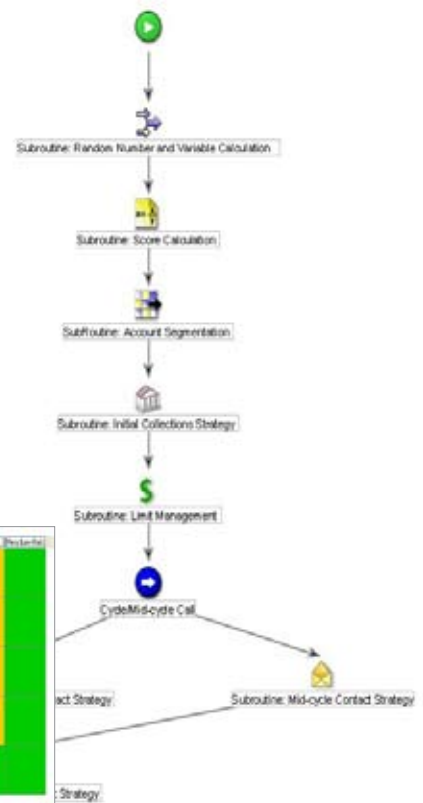 Subroutine: Random Number and Variable Calculation
Subroutine: Score Calculation
SubRoutine: Account Segmentation
Subroutine: Initial Collections Strategy
Subroutine: Limit Management
Cycle/Mid-cycle Call
act Strategy
Subroutine: Mid-cycle Contact Strategy
Strategy